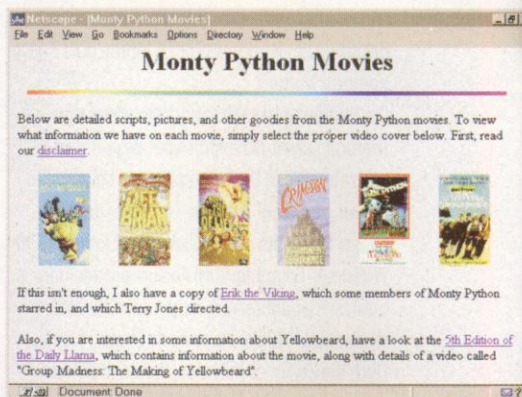 Netscape - [Monty Python Movies]
File Edit View Go Bookmarks Options Directory Window Help
Monty Python Movies
Below are detailed scripts, pictures, and other goodies from the Monty Python movies. To view
what information we have on each movie, simply select the proper video cover below. First, read
our disclaimer.
CRIMSON
If this isn't enough, I also have a copy of Erik the Viking, which some members of Monty Python
starred in, and which Terry Jones directed.
Also, if you are interested in some information about Yellowbeard, have a look at the 5th Edition of
the Daily Llama, which contains information about the movie, along with details of a video called
"Group Madness: The Making of Yellowbeard".
Document: Done